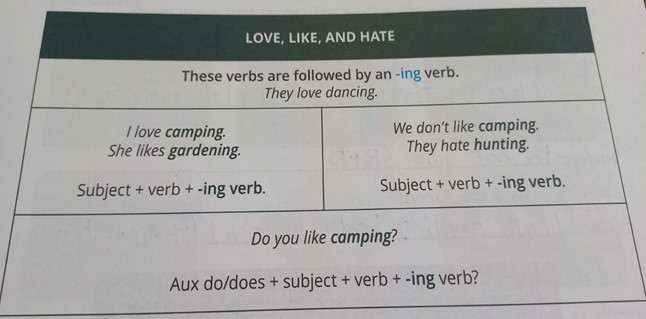 LOVE, LIKE, AND HATE
These verbs are followed by an -ing verb.
They love dancing.
I love camping.
She likes gardening.
Subject + verb + -ing verb.
We don't like camping.
They hate hunting.
Subject + verb + -ing verb.
Do you like camping?
Aux do/does + subject + verb + -ing verb?